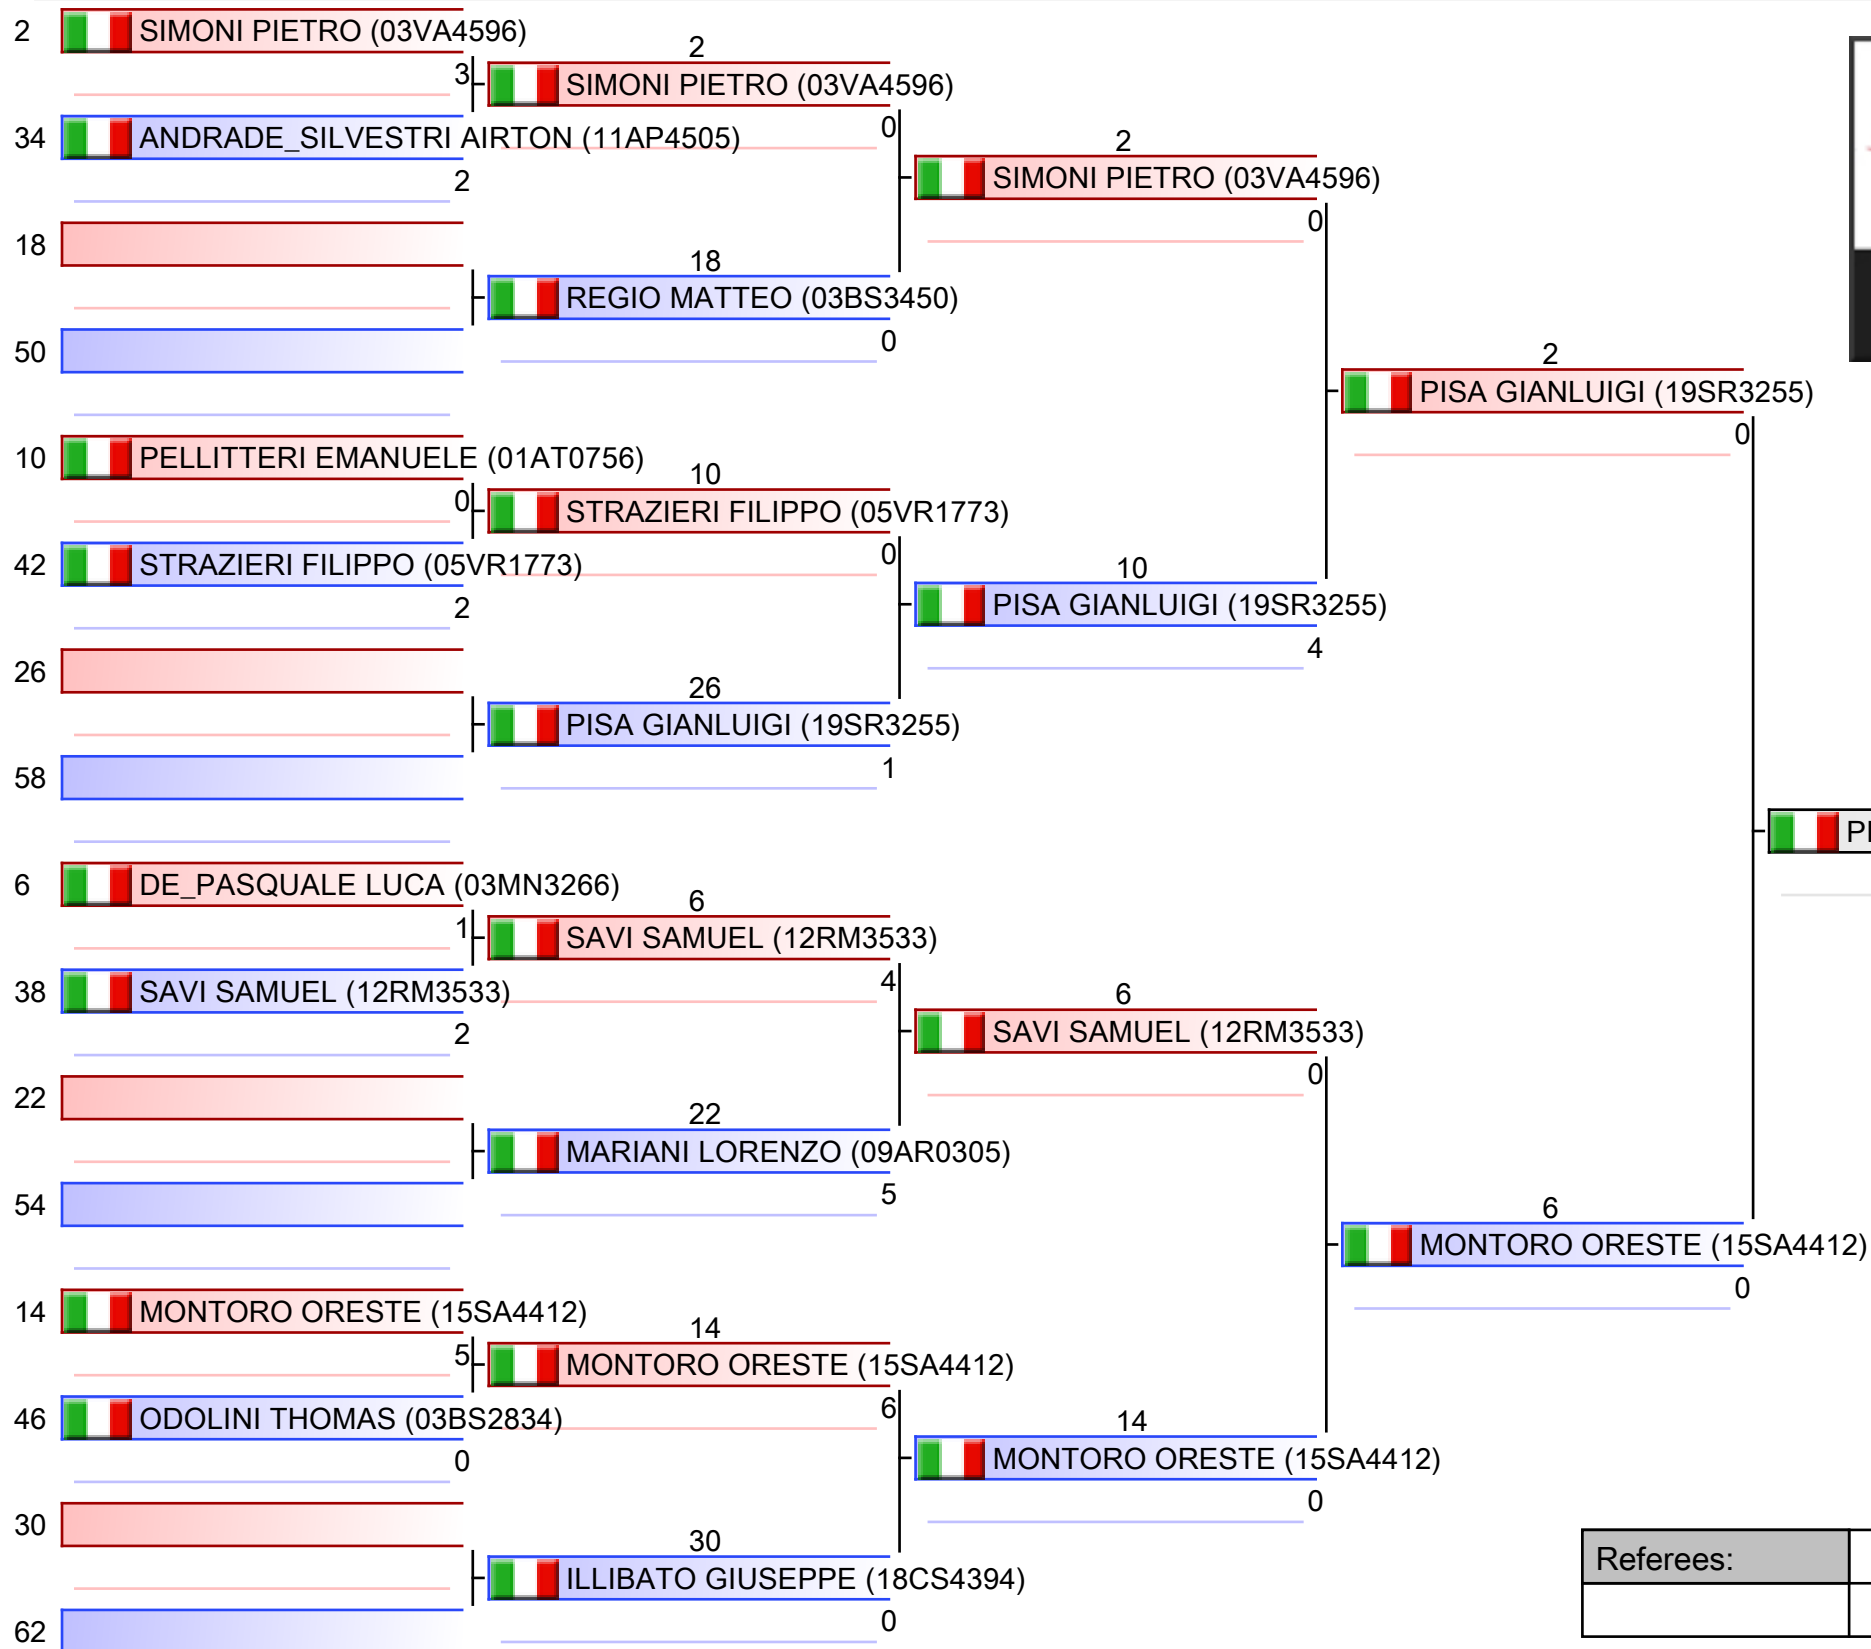 2 SIMONI PIETRO (03VA4596)
3
34 ANDRADE_SILVESTRI AIRTON (11AP4505)
2
18
50
10 PELLITTERI EMANUELE (01AT0756)
0
42 STRAZIERI FILIPPO (05VR1773)
2
26
58
6 DE_PASQUALE LUCA (03MN3266)
1
38 SAVI SAMUEL (12RM3533)
2
22
54
14 MONTORO ORESTE (15SA4412)
5
46 ODOLINI THOMAS (03BS2834)
0
30
62
2
SIMONI PIETRO (03VA4596)
0
18
REGIO MATTEO (03BS3450)
0
10
STRAZIERI FILIPPO (05VR1773)
0
26
PISA GIANLUIGI (19SR3255)
1
6
SAVI SAMUEL (12RM3533)
4
22
MARIANI LORENZO (09AR0305)
5
14
MONTORO ORESTE (15SA4412)
6
30
ILLIBATO GIUSEPPE (18CS4394)
0
2
SIMONI PIETRO (03VA4596)
0
10
PISA GIANLUIGI (19SR3255)
4
6
SAVI SAMUEL (12RM3533)
0
14
MONTORO ORESTE (15SA4412)
0
2
PISA GIANLUIGI (19SR3255)
0
6
MONTORO ORESTE (15SA4412)
0
Referees: